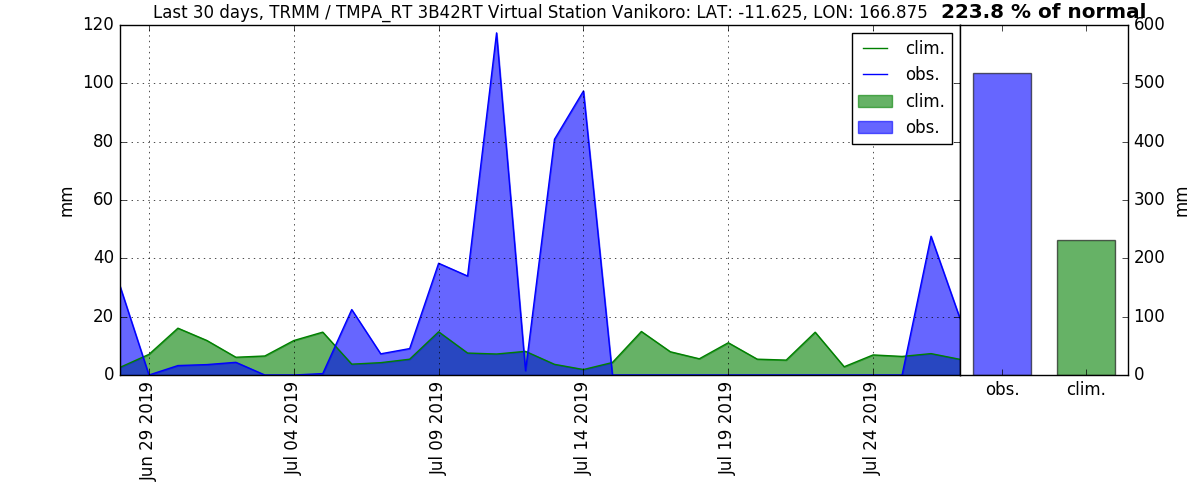 Last 30 days, TRMM / TMPA_RT 3B42RT Virtual Station Vanikoro: LAT: -11.625, LON: 166.875 223.8 % of normal
120
100
80
60
40
20
0
mm
clim.
obs.
clim.
obs.
Jun 29 2019
Jul 04 2019
Jul 09 2019
Jul 14 2019
Jul 19 2019
Jul 24 2019
600
500
400
300
200
100
0
mm
obs.
clim.